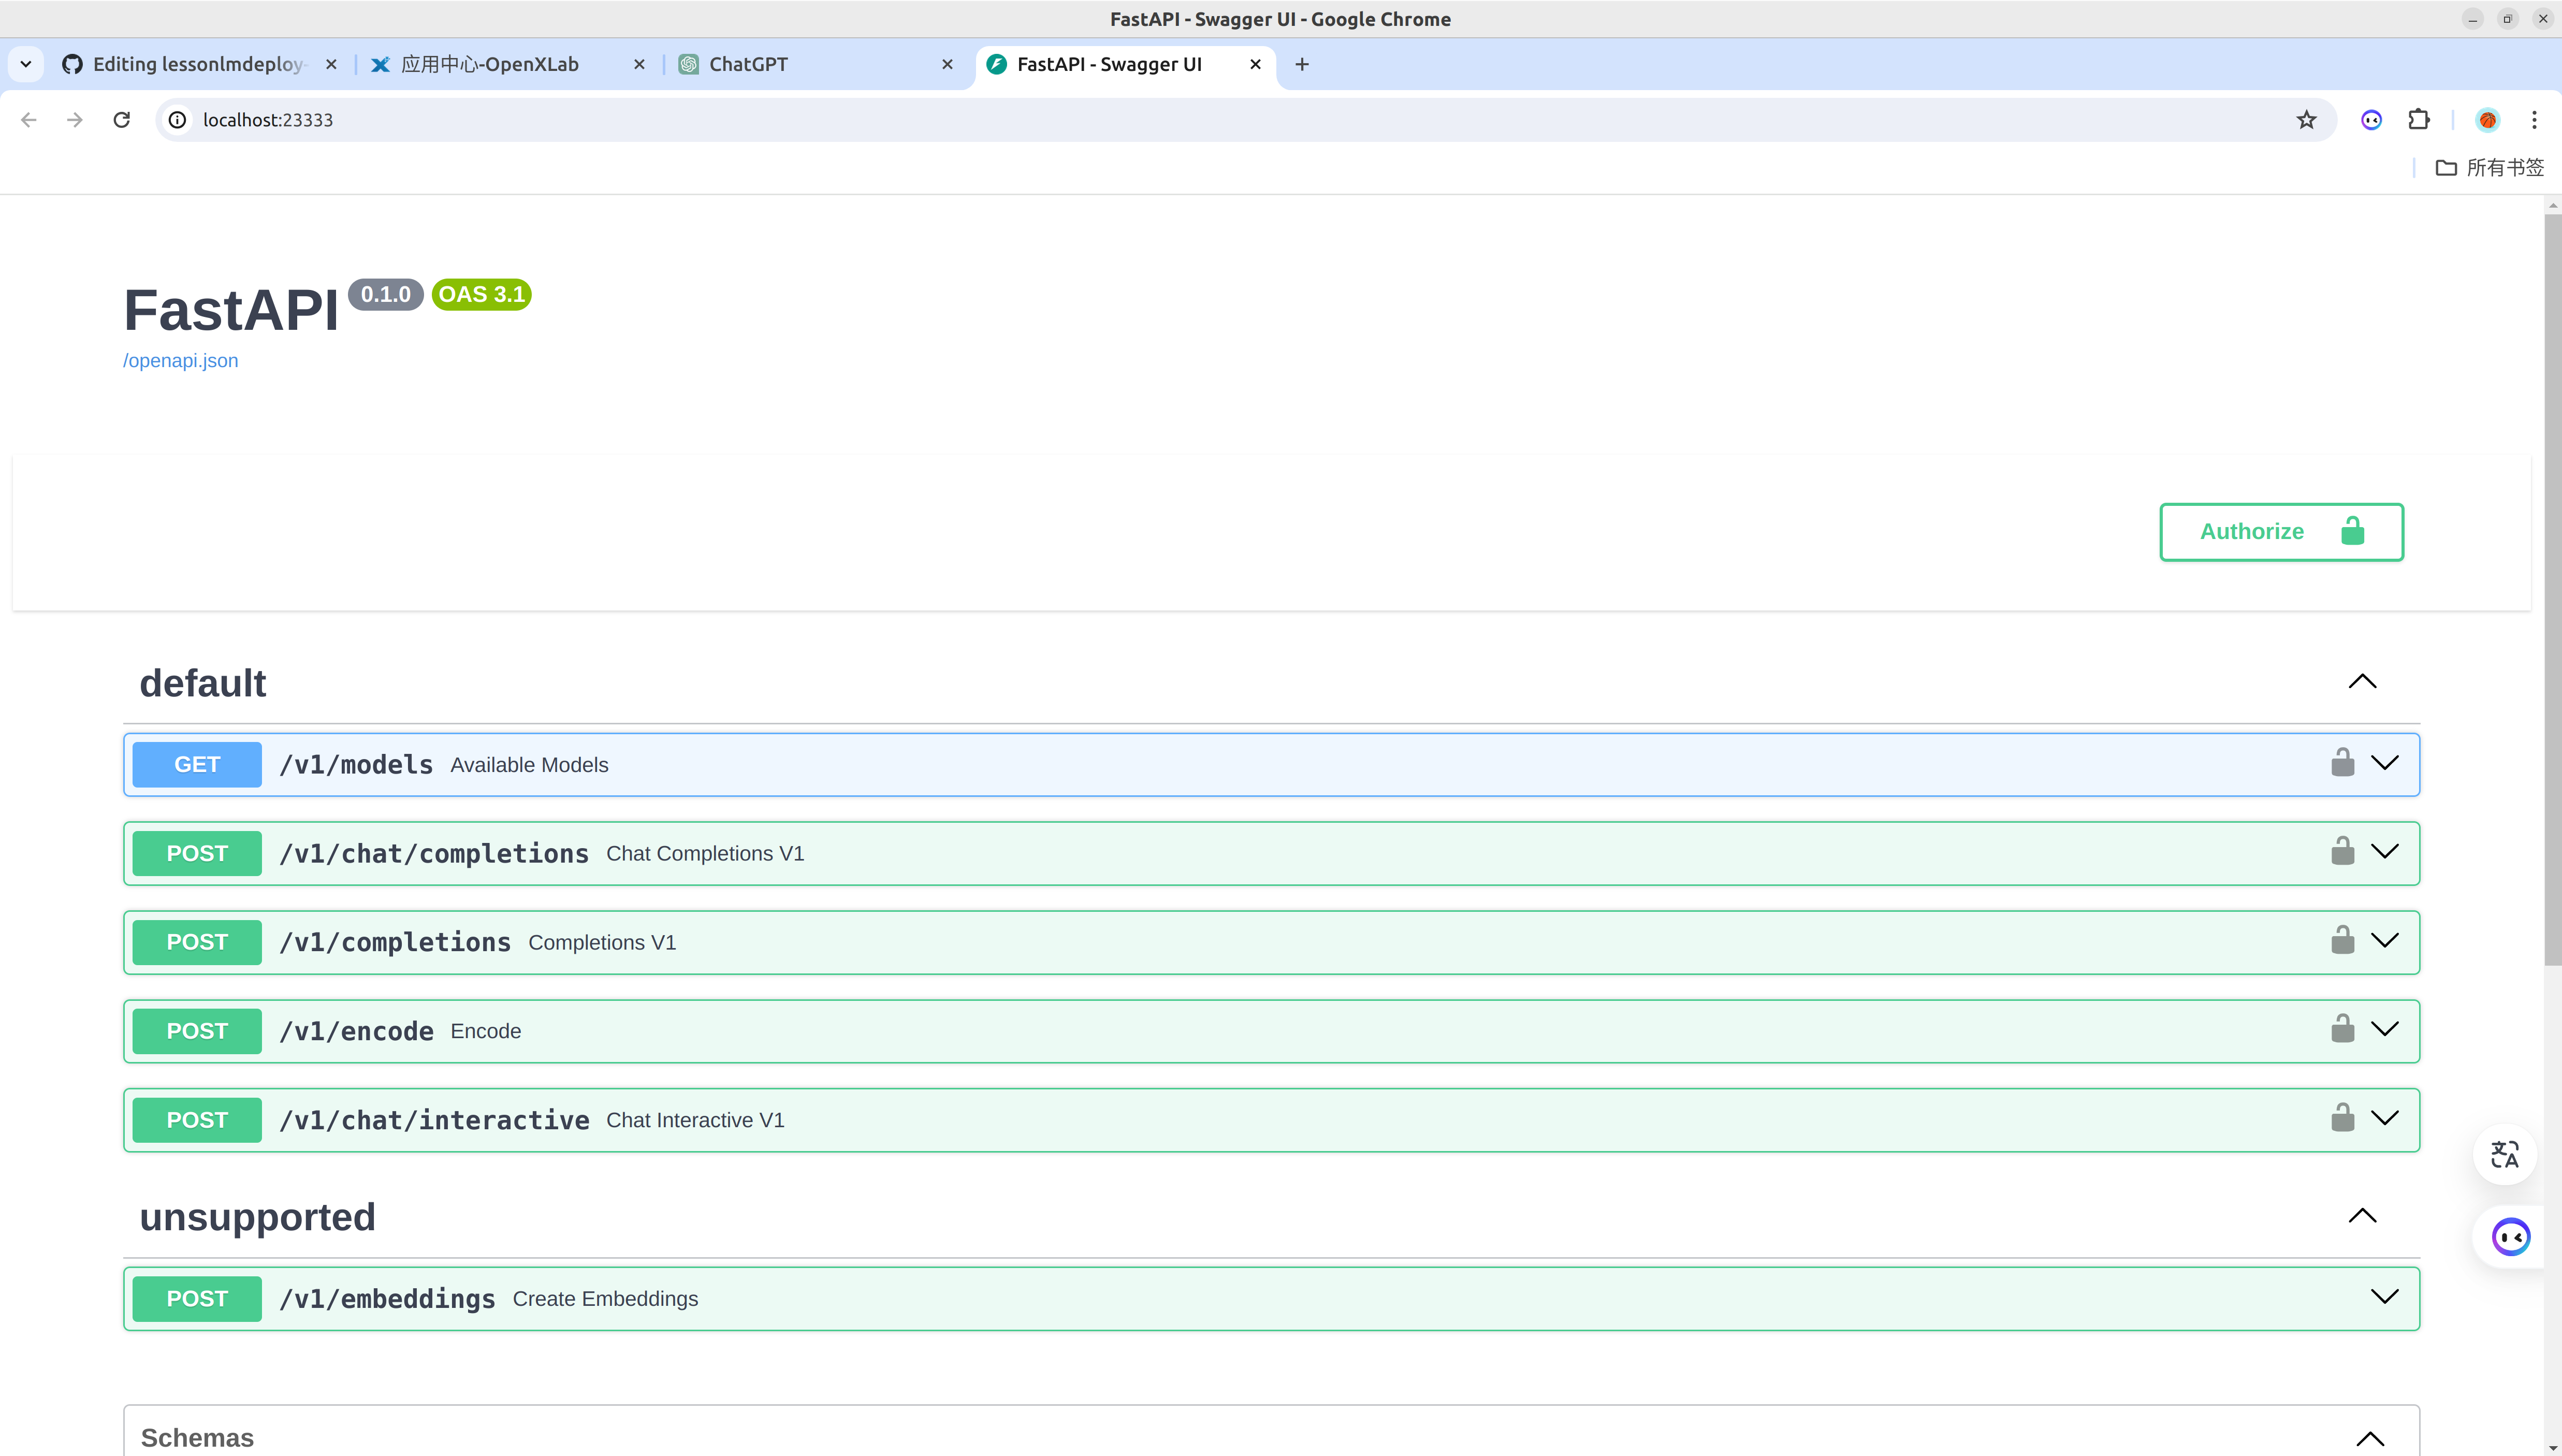 FastAPI - Swagger UI - Google Chrome
Editing lessonlmdeploy-
应用中心-OpenXLab
ChatGPT
FastAPI - Swagger UI
localhost:23333
所有书签
FastAPI 0.1.0 OAS 3.1
/openapi.json
Authorize
default
GET /v1/models Available Models
POST /v1/chat/completions Chat Completions V1
POST /v1/completions Completions V1
POST /v1/encode Encode
POST /v1/chat/interactive Chat Interactive V1
unsupported
POST /v1/embeddings Create Embeddings
Schemas